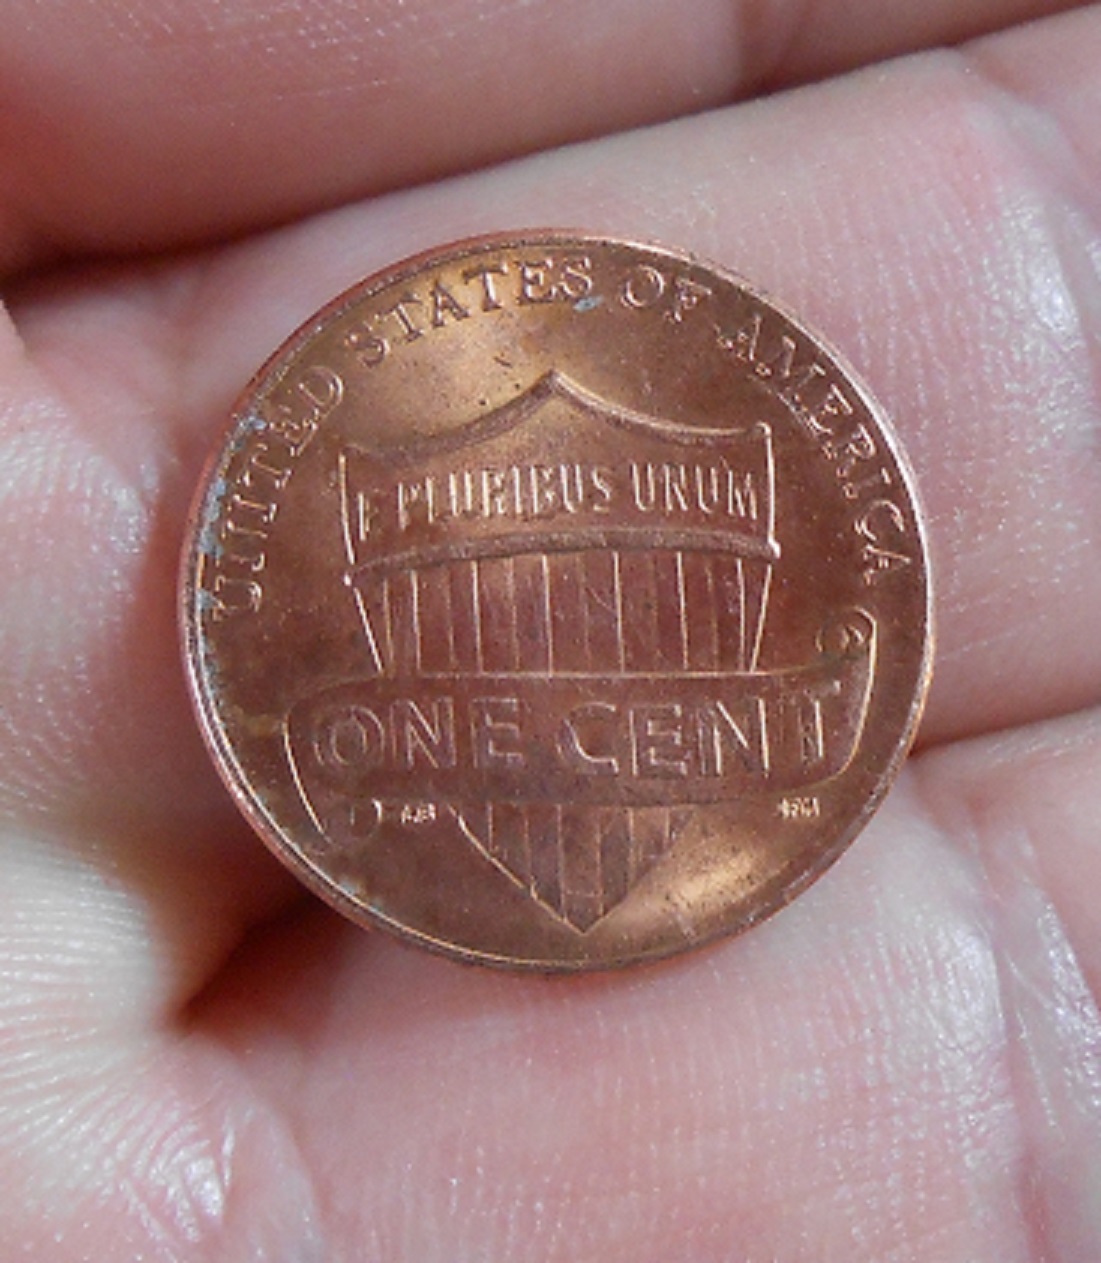 UNITED STATES OF AMERICA
E PLURIBUS UNUM
ONE CENT